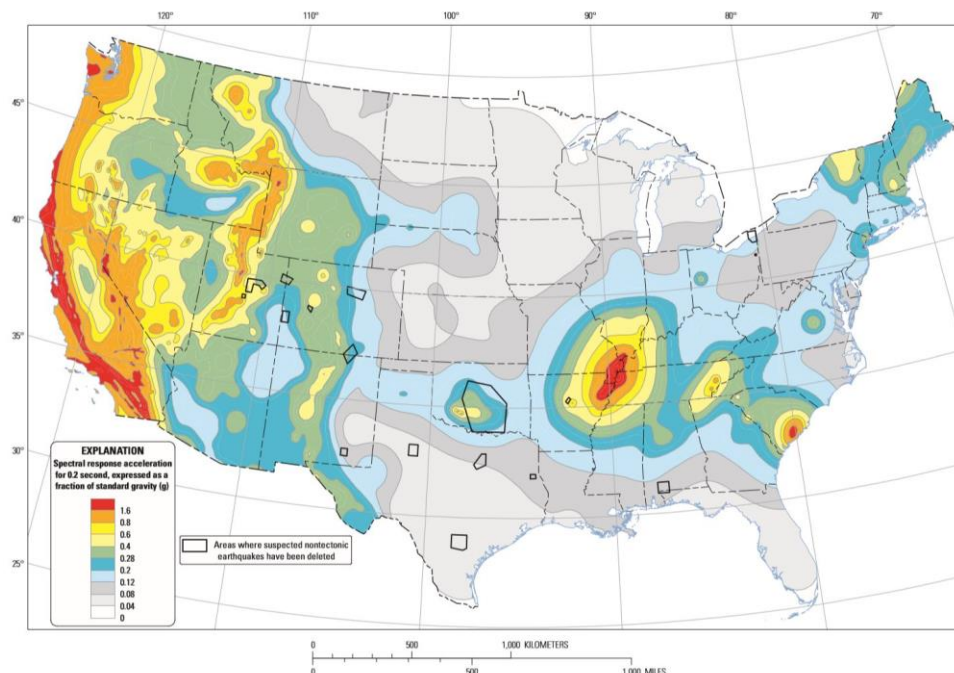 120°
110°
100°
90°
80°
70°
45°
40°
35°
30°
25°
EXPLANATION
Spectral response acceleration
for 0.2 second, expressed as a
fraction of standard gravity (g)
1.6
0.8
0.6
0.4
0.28
0.2
0.12
0.08
0.04
0
Areas where suspected nontectonic
earthquakes have been deleted
0 500 1,000 KILOMETERS
0 500 1,000 MILES